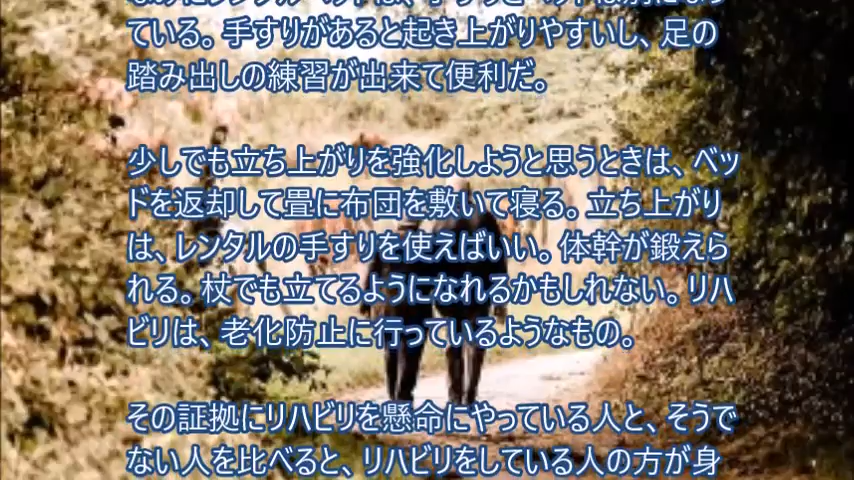 ている。手すりがあると起き上がりやすいし、足の
踏み出しの練習が出来て便利だ。
少しでも立ち上がりを強化しようと思うときは、ベッ
ドを返却して畳に布団を敷いて寝る。立ち上がり
は、レンタルの手すりを使えばいい。体幹が鍛えら
れる。杖でも立てるようになれるかもしれない。リハ
ビリは、老化防止に行っているようなもの。
その証拠にリハビリを懸命にやっている人と、そうで
ない人を比べると、リハビリをしている人の方が身